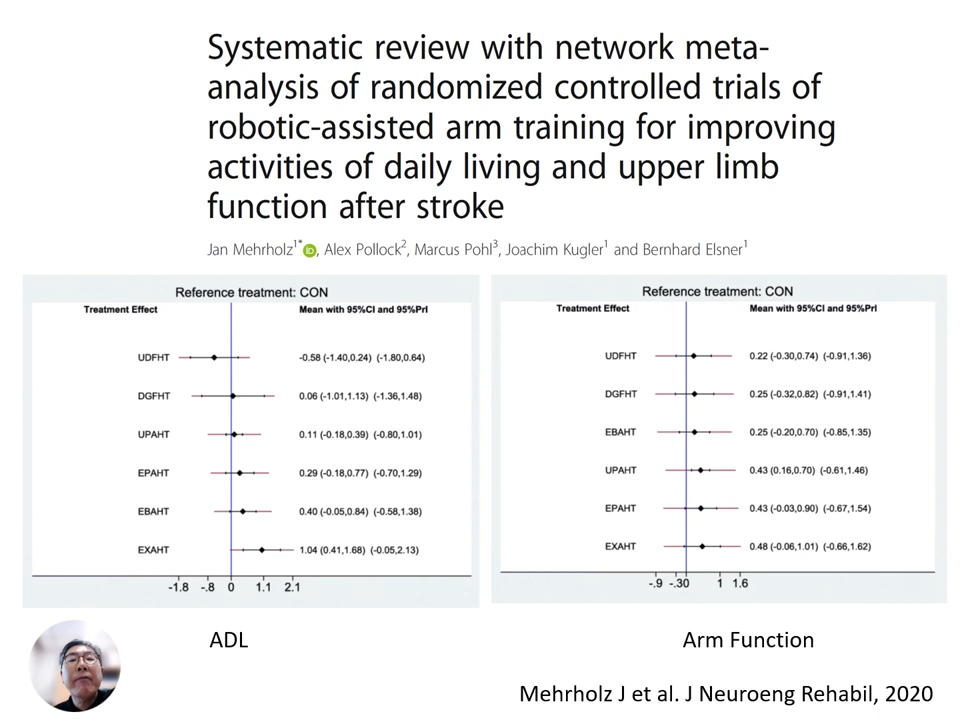 Systematic review with network meta-
analysis of randomized controlled trials of
robotic-assisted arm training for improving
activities of daily living and upper limb
function after stroke
Jan Mehrholz1* iD, Alex Pollock2, Marcus Pohl3, Joachim Kugler1 and Bernhard Elsner1
Reference treatment: CON
Treatment Effect Mean with 95%CI and 95%PrI
UDFHT -0.58 (-1.40,0.24) (-1.80,0.64)
DGFHT 0.06 (-1.01,1.13) (-1.36,1.48)
UPAHT 0.11 (-0.18,0.39) (-0.80,1.01)
EPAHT 0.29 (-0.18,0.77) (-0.70,1.29)
EBAHT 0.40 (-0.05,0.84) (-0.58,1.38)
EXAHT 1.04 (0.41,1.68) (-0.05,2.13)
-1.8 -.8 0 1.1 2.1
ADL
Reference treatment: CON
Treatment Effect Mean with 95%CI and 95%PrI
UDFHT 0.22 (-0.30,0.74) (-0.91,1.36)
DGFHT 0.25 (-0.32,0.82) (-0.91,1.41)
EBAHT 0.25 (-0.20,0.70) (-0.85,1.35)
UPAHT 0.43 (0.16,0.70) (-0.61,1.46)
EPAHT 0.43 (-0.03,0.90) (-0.67,1.54)
EXAHT 0.48 (-0.06,1.01) (-0.66,1.62)
-.9 -.30 1 1.6
Arm Function
Mehrholz J et al. J Neuroeng Rehabil, 2020